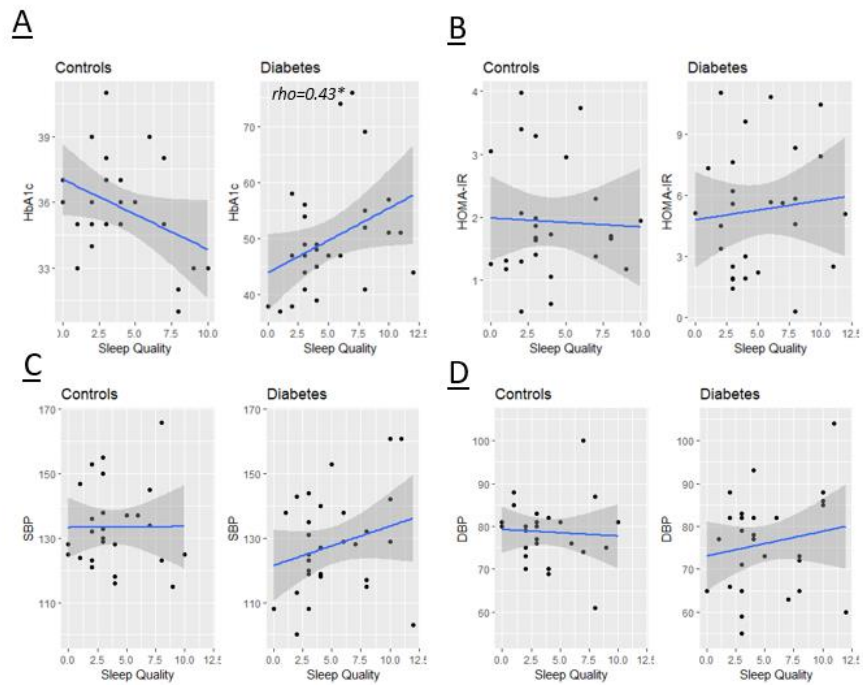 A
B
Controls
Diabetes
Controls
Diabetes
rho=0.43*
HbA1c
39
36
33
0.0 2.5 5.0 7.5 10.0
Sleep Quality
HbA1c
70
60
50
40
0.0 2.5 5.0 7.5 10.0 12.5
Sleep Quality
HOMA-IR
4
3
2
1
0.0 2.5 5.0 7.5 10.0
Sleep Quality
HOMA-IR
9
6
3
0
0.0 2.5 5.0 7.5 10.0 12.5
Sleep Quality
C
D
Controls
Diabetes
Controls
Diabetes
SBP
170
150
130
110
0.0 2.5 5.0 7.5 10.0 12.5
Sleep Quality
SBP
170
150
130
110
0.0 2.5 5.0 7.5 10.0 12.5
Sleep Quality
DBP
100
90
80
70
60
0.0 2.5 5.0 7.5 10.0 12.5
Sleep Quality
DBP
100
90
80
70
60
0.0 2.5 5.0 7.5 10.0 12.5
Sleep Quality